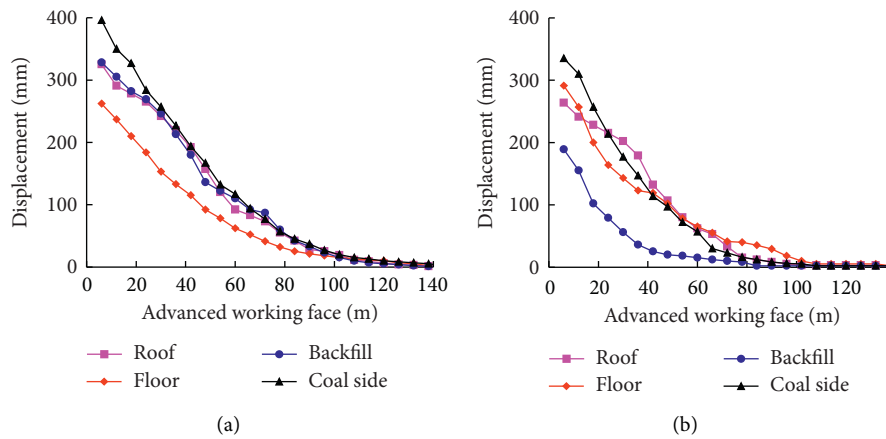 400
300
200
100
0
Displacement (mm)
0 20 40 60 80 100 120 140
Advanced working face (m)
Roof Backfill
Floor Coal side
(a)
400
300
200
100
0
Displacement (mm)
0 20 40 60 80 100 120
Advanced working face (m)
Roof Backfill
Floor Coal side
(b)